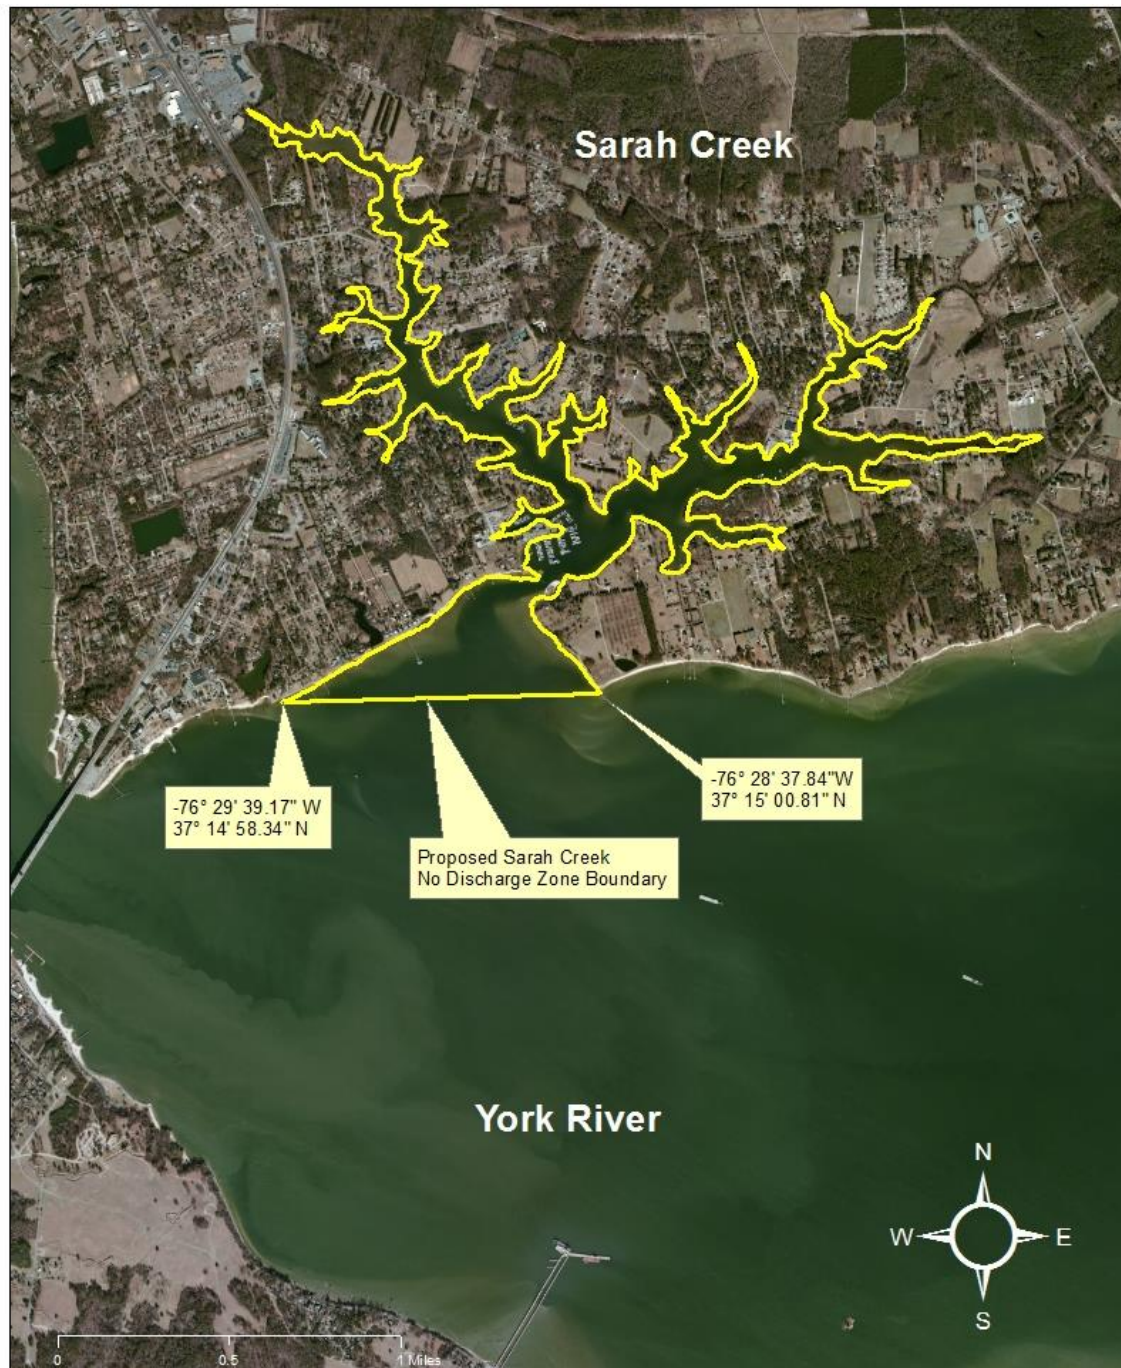 Sarah Creek
-76° 28' 37.84"W
37° 15' 00.81" N
-76° 29' 39.17" W
37° 14' 58.34" N
Proposed Sarah Creek
No Discharge Zone Boundary
York River
N
W
E
S
0
0.5
1 Miles